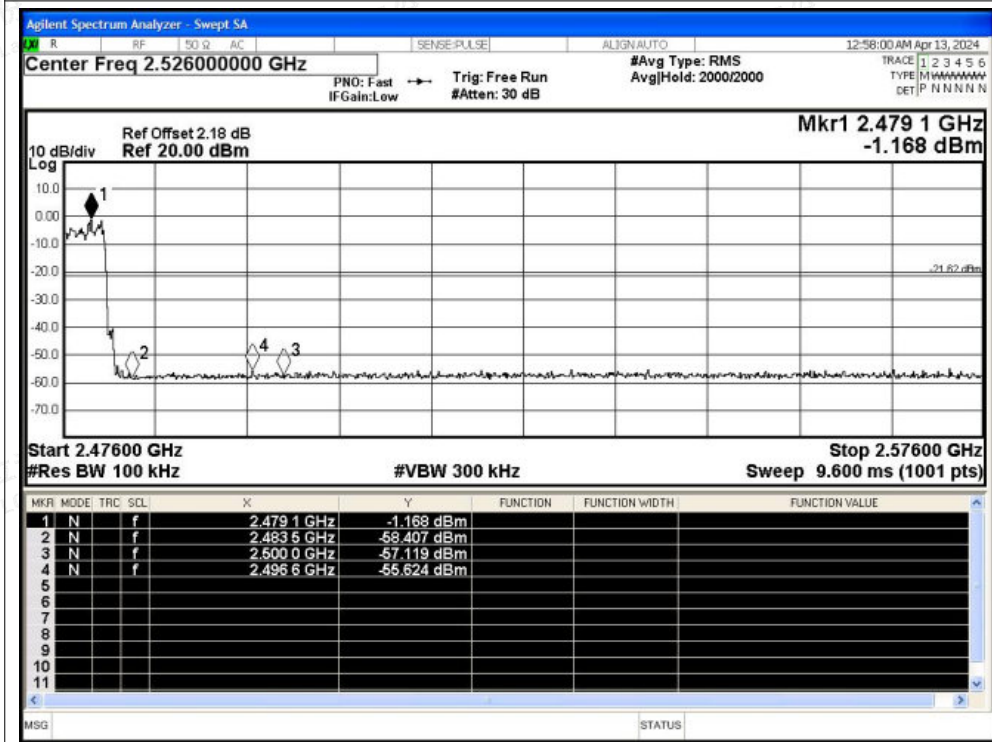 Agilent Spectrum Analyzer - Swept SA
LXI R RF 50 Ω AC SENSE:PULSE ALIGN AUTO 12:58:00 AM Apr 13, 2024
Center Freq 2.526000000 GHz
PNO: Fast
IFGain:Low
Trig: Free Run
#Atten: 30 dB
#Avg Type: RMS
Avg|Hold: 2000/2000
TRACE 1 2 3 4 5 6
TYPE M WWWWW
DET P N N N N N
Mkr1 2.479 1 GHz
-1.168 dBm
Ref Offset 2.18 dB
10 dB/div Ref 20.00 dBm
Log
10.0
0.00
-10.0
-20.0
-30.0
-40.0
-50.0
-60.0
-70.0
1
2
4
3
-21.62 dBm
Start 2.47600 GHz Stop 2.57600 GHz
#Res BW 100 kHz #VBW 300 kHz Sweep 9.600 ms (1001 pts)
MKR MODE TRC SCL X Y FUNCTION FUNCTION WIDTH FUNCTION VALUE
1 N f 2.479 1 GHz -1.168 dBm
2 N f 2.483 5 GHz -58.407 dBm
3 N f 2.500 0 GHz -57.119 dBm
4 N f 2.496 6 GHz -55.624 dBm
5
6
7
8
9
10
11
MSG STATUS